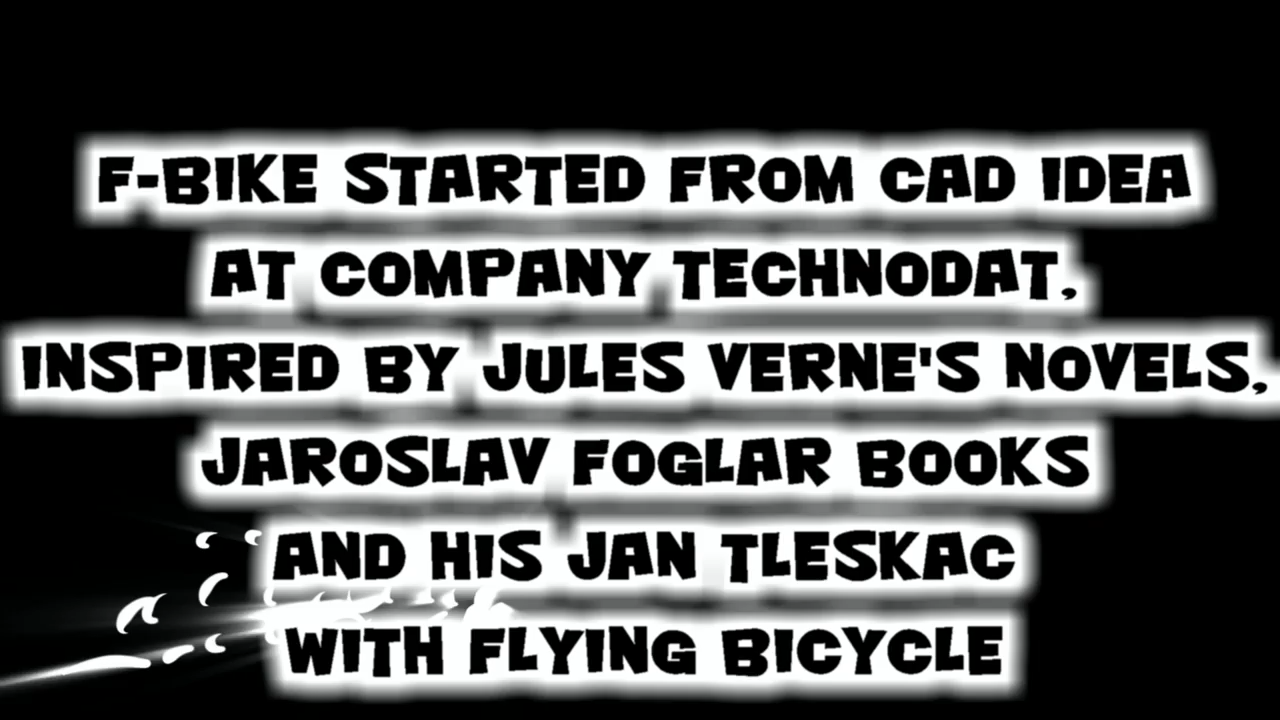 F-BIKE STARTED FROM CAD IDEA
AT COMPANY TECHNODAT,
INSPIRED BY JULES VERNE'S NOVELS,
JAROSLAV FOGLAR BOOKS
AND HIS JAN TLESKAC
WITH FLYING BICYCLE